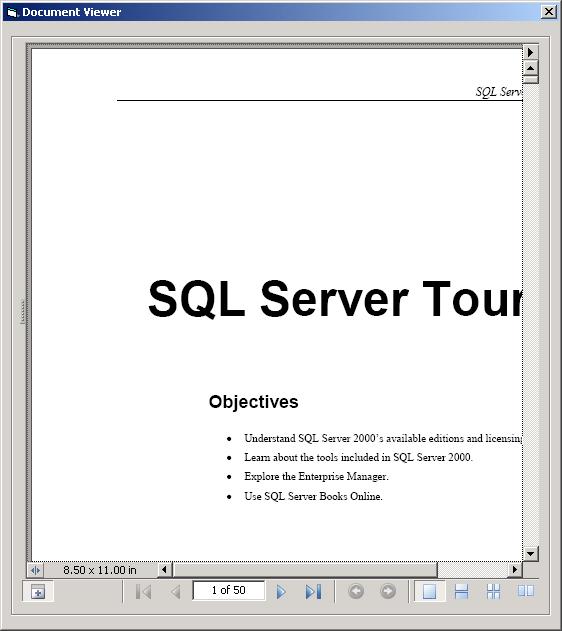 Document Viewer
SQL Serv
SQL Server Tour
Objectives
• Understand SQL Server 2000's available editions and licensing
• Learn about the tools included in SQL Server 2000.
• Explore the Enterprise Manager.
• Use SQL Server Books Online.
8.50 x 11.00 in
1 of 50